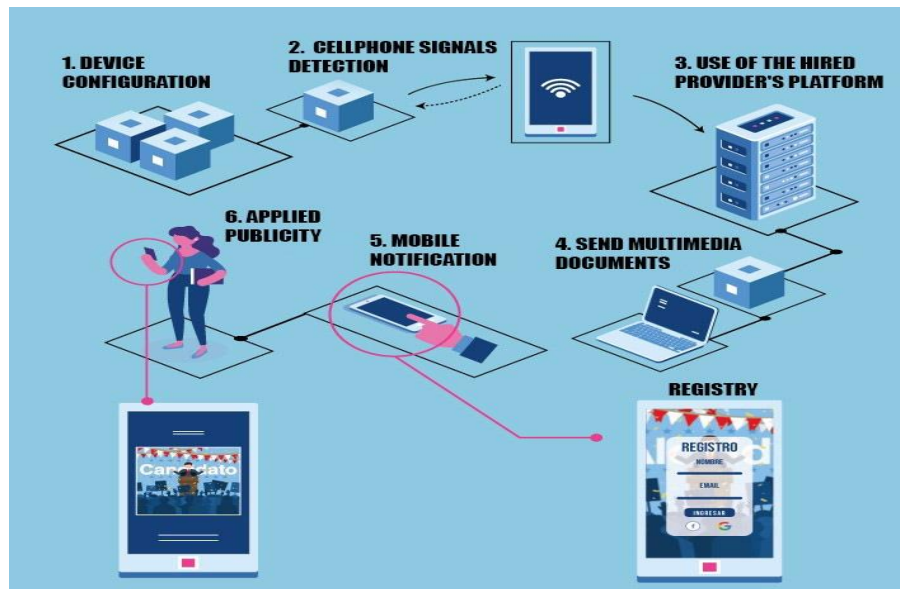 1. DEVICE
CONFIGURATION
2. CELLPHONE SIGNALS
DETECTION
3. USE OF THE HIRED
PROVIDER'S PLATFORM
4. SEND MULTIMEDIA
DOCUMENTS
5. MOBILE
NOTIFICATION
6. APPLIED
PUBLICITY
Candidato
REGISTRY
REGISTRO
NOMBRE
EMAIL
INGRESAR
f
G